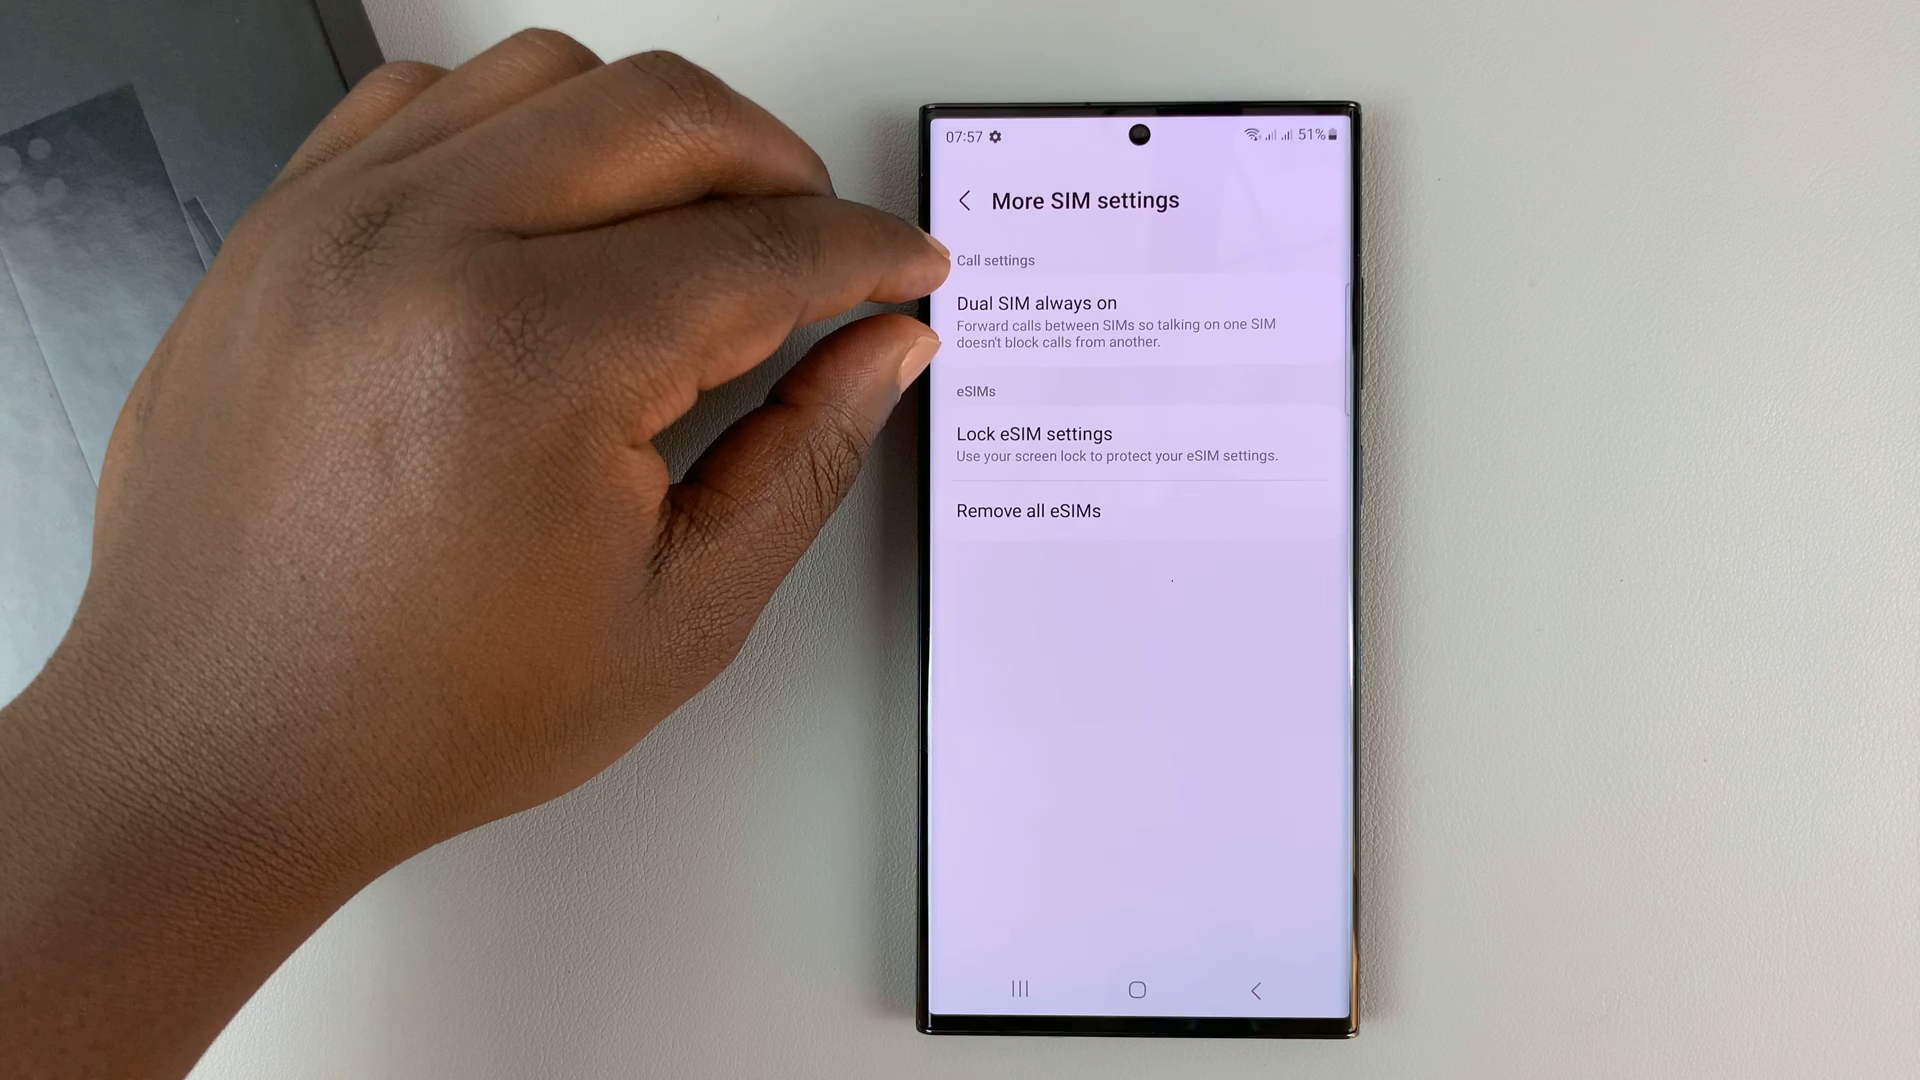 07:57
51%
More SIM settings
Call settings
Dual SIM always on
Forward calls between SIMs so talking on one SIM
doesn't block calls from another.
eSIMs
Lock eSIM settings
Use your screen lock to protect your eSIM settings.
Remove all eSIMs